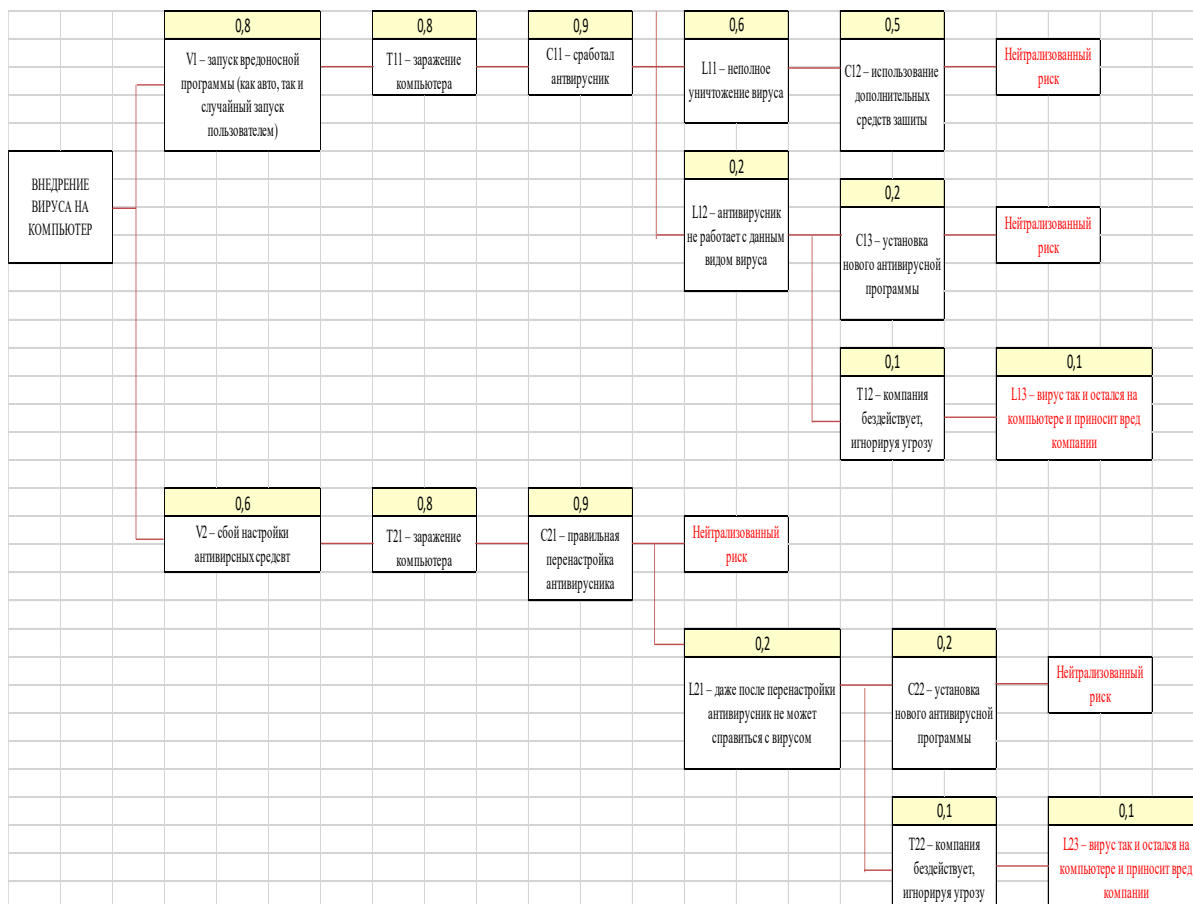 0,8
V1 – запуск вредоносной
программы (как авто, так и
случайный запуск
пользователем)
0,8
T11 – заражение
компьютера
0,9
C11 – сработал
антивирусник
0,6
L11 – неполное
уничтожение вируса
0,5
C12 – использование
дополнительных
средств зашиты
Нейтрализованный
риск
ВНЕДРЕНИЕ
ВИРУСА НА
КОМПЬЮТЕР
0,2
L12 – антивирусник
не работает с данным
видом вируса
0,2
C13 – установка
нового антивирусной
программы
Нейтрализованный
риск
0,1
T12 – компания
бездействует,
игнорируя угрозу
0,1
L13 – вирус так и остался на
компьютере и приносит вред
компании
0,6
V2 – сбой настройки
антивирсных средсвт
0,8
T21 – заражение
компьютера
0,9
C21 – правильная
перенастройка
антивирусника
Нейтрализованный
риск
0,2
L21 – даже после перенастройки
антивирусник не может
справиться с вирусом
0,2
C22 – установка
нового антивирусной
программы
Нейтрализованный
риск
0,1
T22 – компания
бездействует,
игнорируя угрозу
0,1
L23 – вирус так и остался на
компьютере и приносит вред
компании